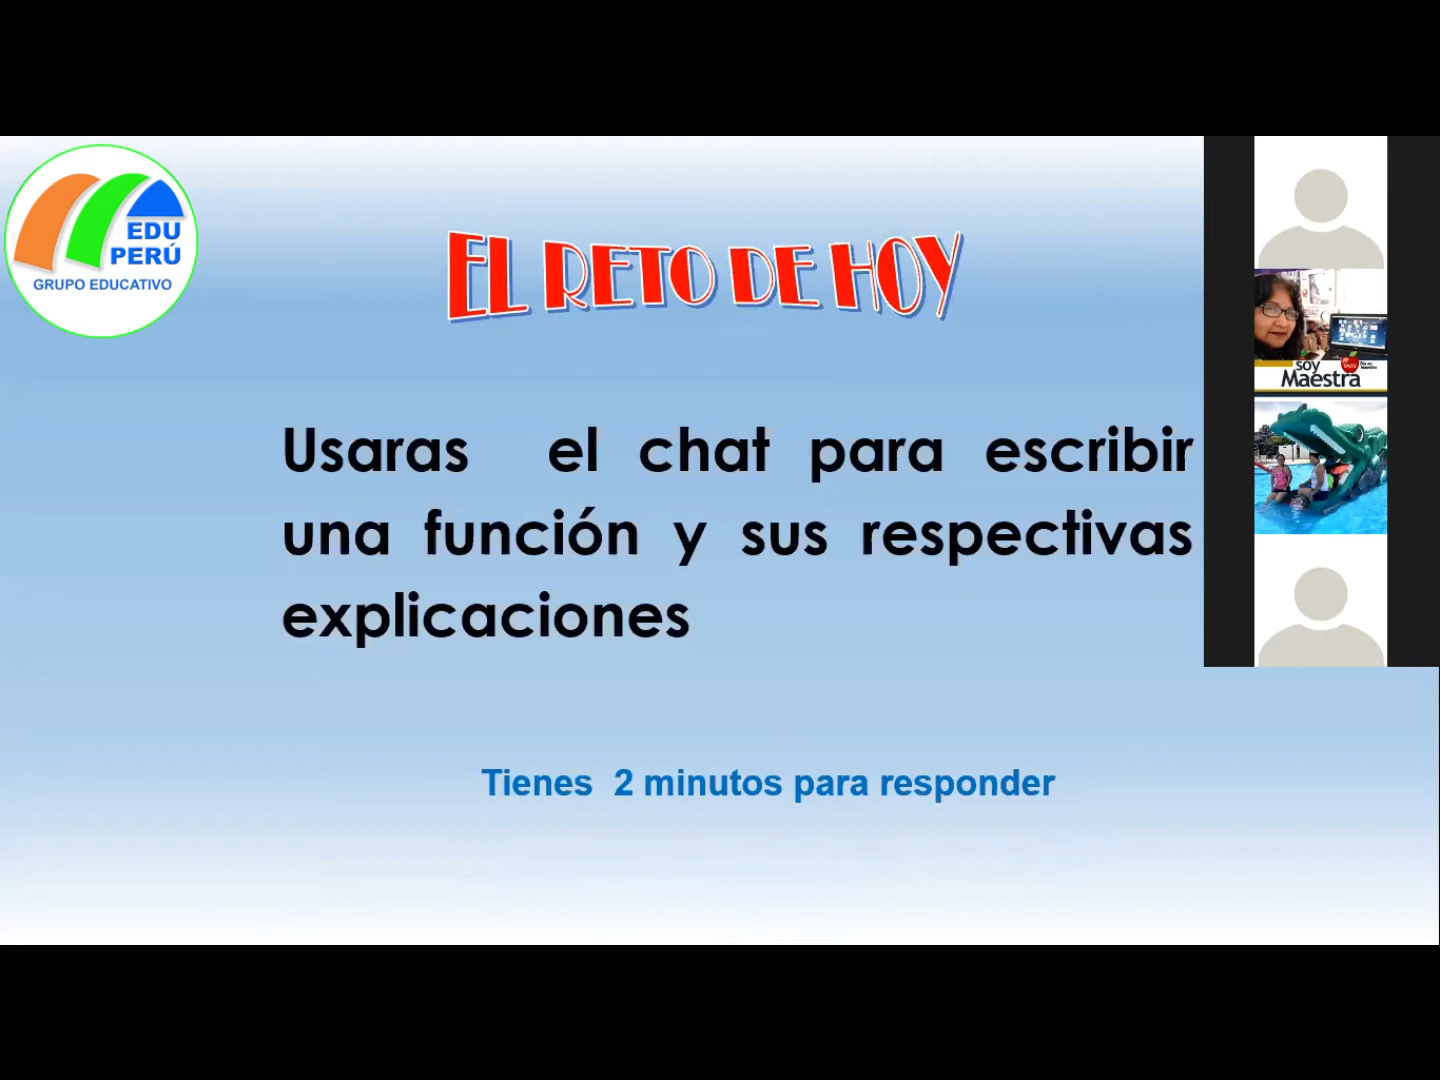 EDU
PERÚ
GRUPO EDUCATIVO
EL RETO DE HOY
Usaras el chat para escribir
una función y sus respectivas
explicaciones
Tienes 2 minutos para responder
soy
Maestra